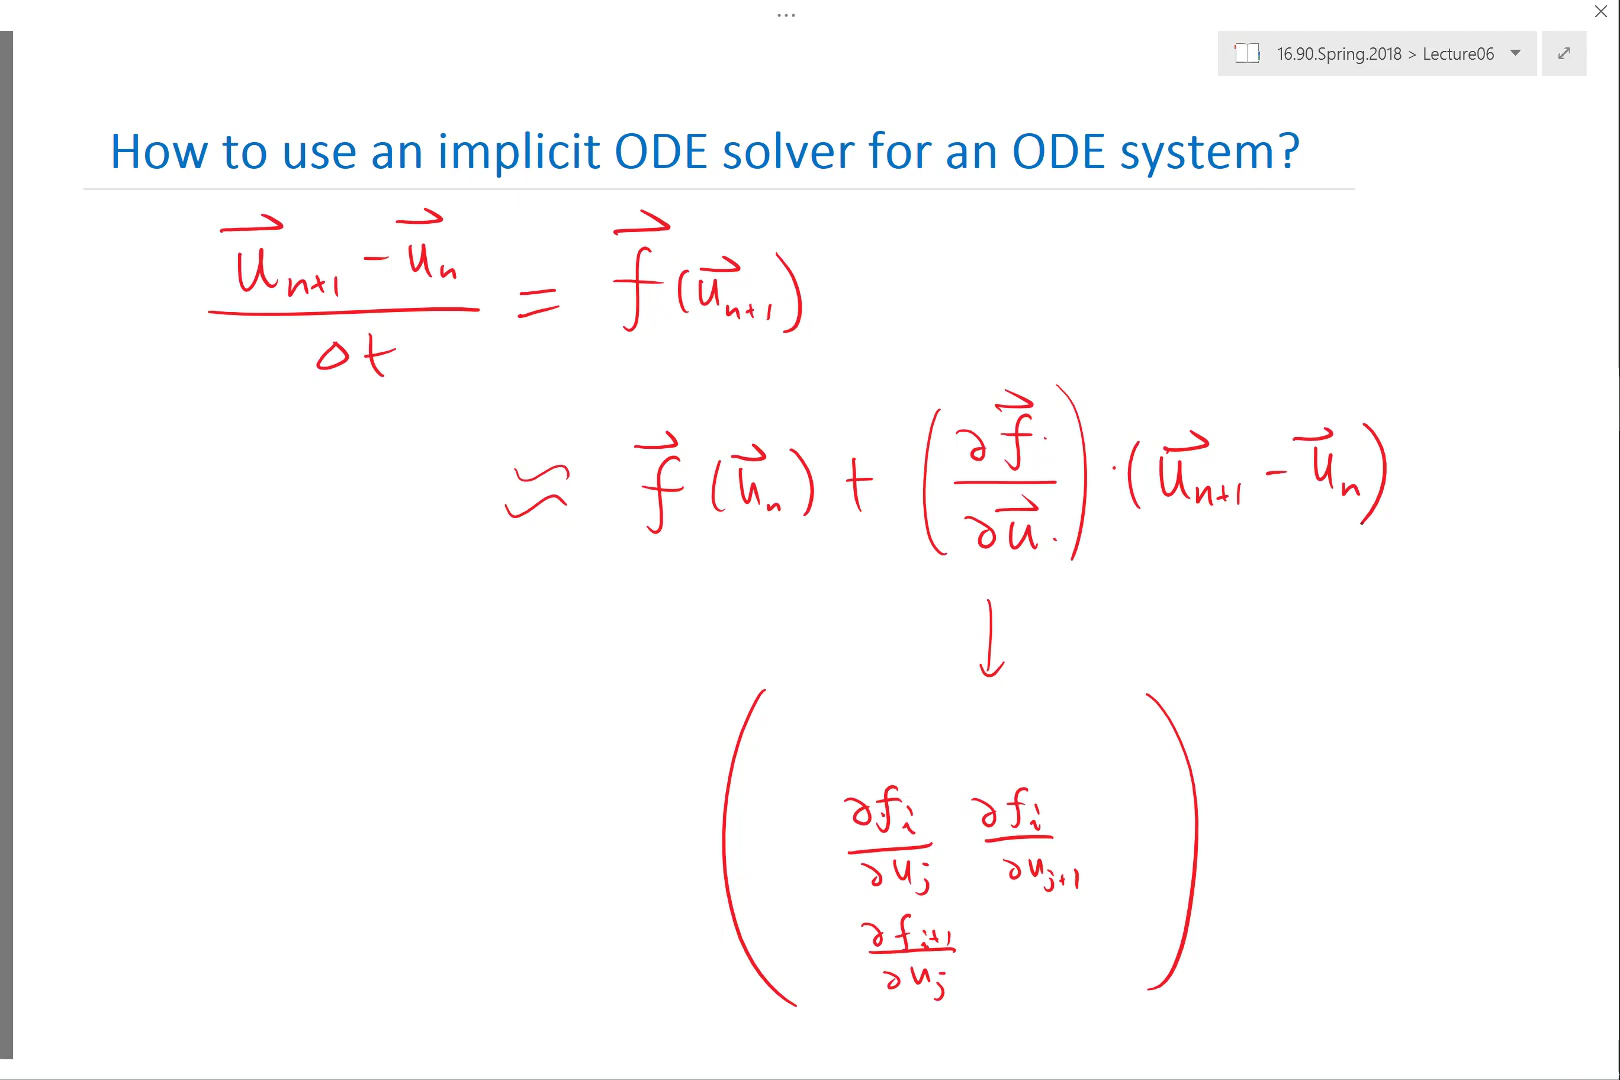 16.90.Spring.2018 > Lecture06
How to use an implicit ODE solver for an ODE system?
(u⃗ₙ₊₁ − u⃗ₙ) / Δt = f⃗(u⃗ₙ₊₁)
≈ f⃗(u⃗ₙ) + (∂f⃗/∂u⃗) · (u⃗ₙ₊₁ − u⃗ₙ)
↓
∂fᵢ/∂uⱼ ∂fᵢ/∂uⱼ₊₁
∂fᵢ₊₁/∂uⱼ